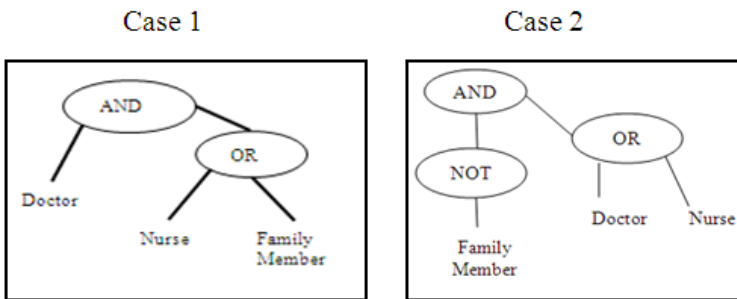 Case 1
Case 2
AND
OR
Doctor
Nurse
Family
Member
AND
OR
NOT
Doctor
Nurse
Family
Member